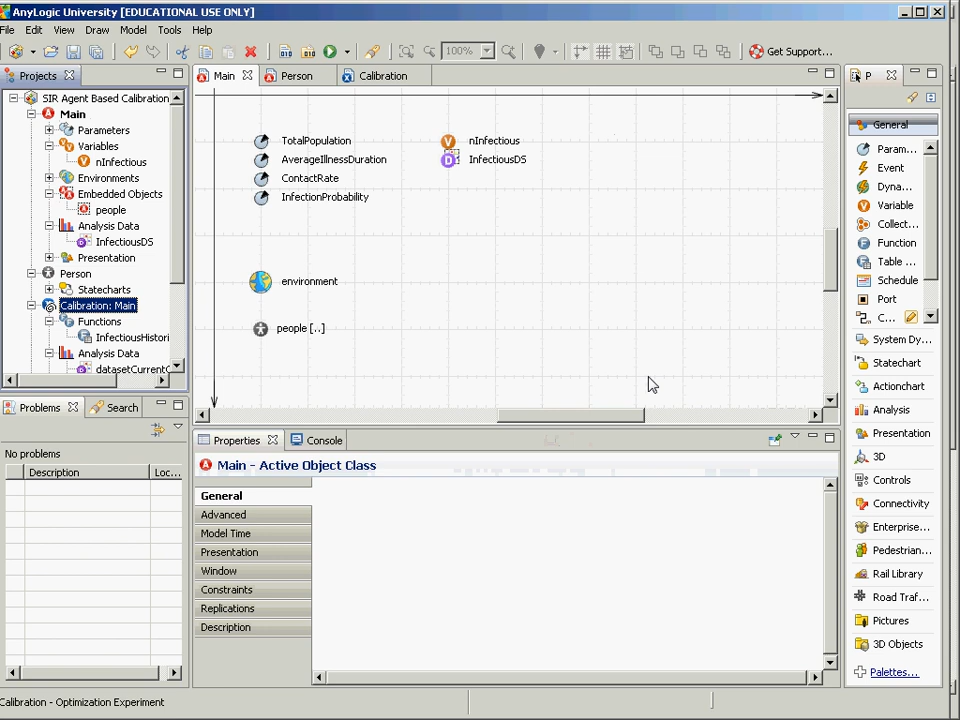 AnyLogic University [EDUCATIONAL USE ONLY]
File Edit View Draw Model Tools Help
100% Get Support...
Projects
SIR Agent Based Calibration
Main
Parameters
Variables
nInfectious
Environments
Embedded Objects
people
Analysis Data
InfectiousDS
Presentation
Person
Statecharts
Calibration: Main
Functions
InfectiousHistori
Analysis Data
datasetCurrentO
Main Person Calibration
TotalPopulation
AverageIllnessDuration
ContactRate
InfectionProbability
nInfectious
InfectiousDS
environment
people [..]
P
General
Param...
Event
Dyna...
Variable
Collect...
Function
Table ...
Schedule
Port
C...
System Dy...
Statechart
Actionchart
Analysis
Presentation
3D
Controls
Connectivity
Enterprise...
Pedestrian...
Rail Library
Road Traf...
Pictures
3D Objects
Palettes...
Problems Search
No problems
Description Loc...
Properties Console
Main - Active Object Class
General
Advanced
Model Time
Presentation
Window
Constraints
Replications
Description
Calibration - Optimization Experiment